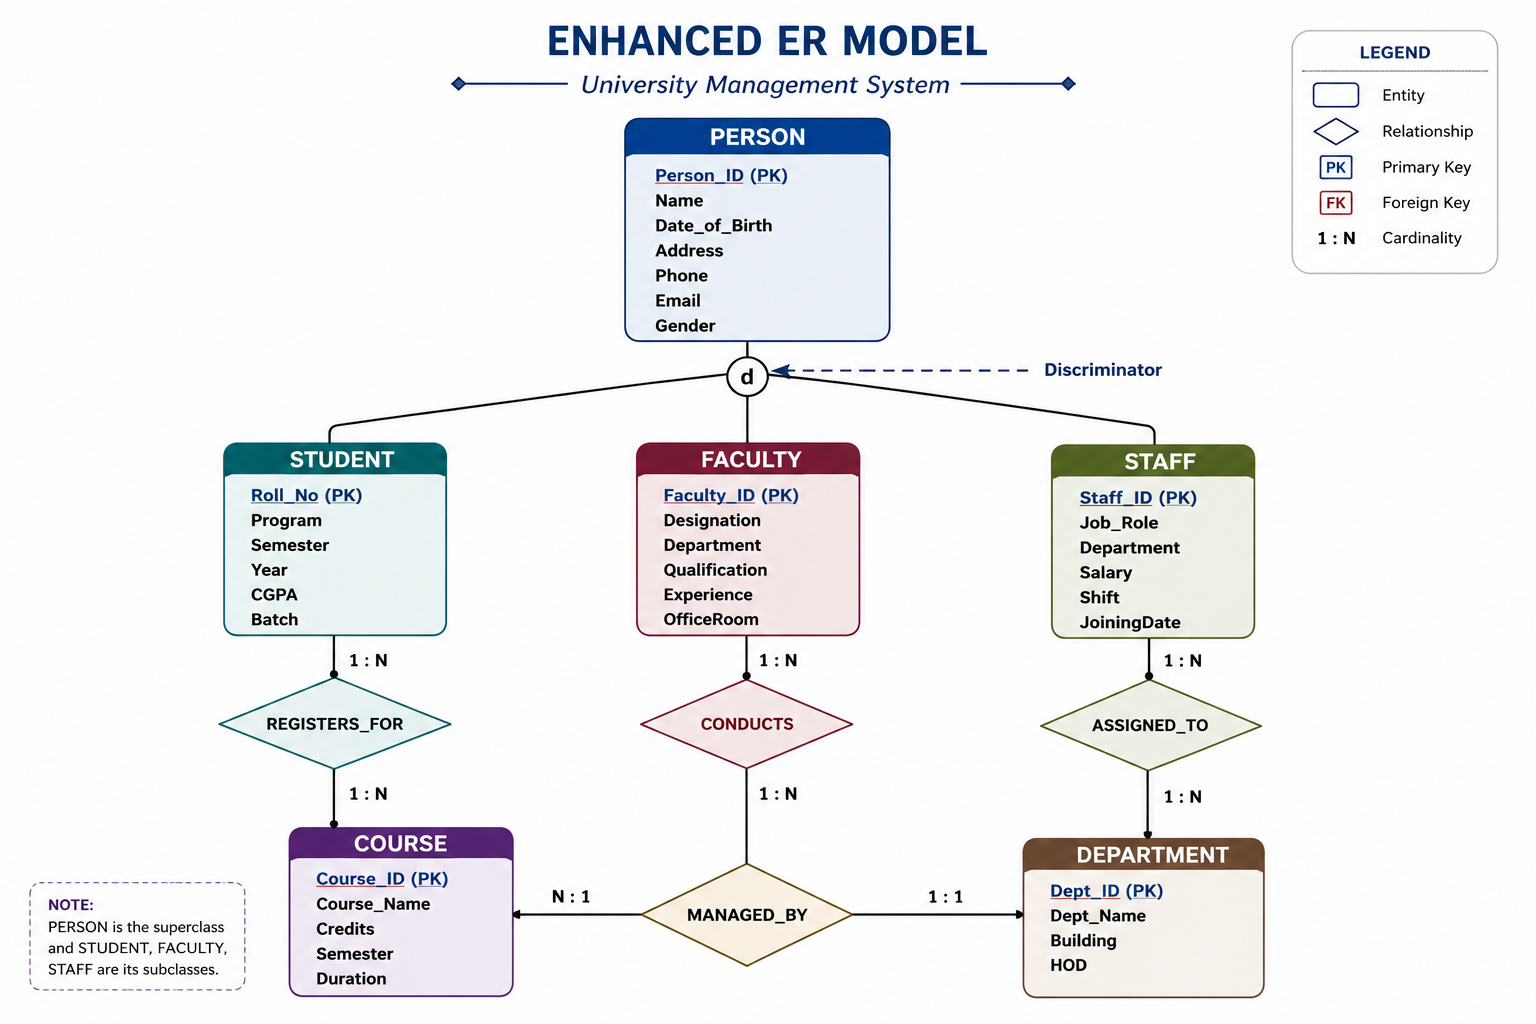 ENHANCED ER MODEL
University Management System
LEGEND
Entity
Relationship
PK Primary Key
FK Foreign Key
1 : N Cardinality
PERSON
Person_ID (PK)
Name
Date_of_Birth
Address
Phone
Email
Gender
d
Discriminator
STUDENT
Roll_No (PK)
Program
Semester
Year
CGPA
Batch
FACULTY
Faculty_ID (PK)
Designation
Department
Qualification
Experience
OfficeRoom
STAFF
Staff_ID (PK)
Job_Role
Department
Salary
Shift
JoiningDate
1 : N
1 : N
1 : N
REGISTERS_FOR
CONDUCTS
ASSIGNED_TO
1 : N
1 : N
1 : N
COURSE
Course_ID (PK)
Course_Name
Credits
Semester
Duration
N : 1
MANAGED_BY
1 : 1
DEPARTMENT
Dept_ID (PK)
Dept_Name
Building
HOD
NOTE:
PERSON is the superclass
and STUDENT, FACULTY,
STAFF are its subclasses.